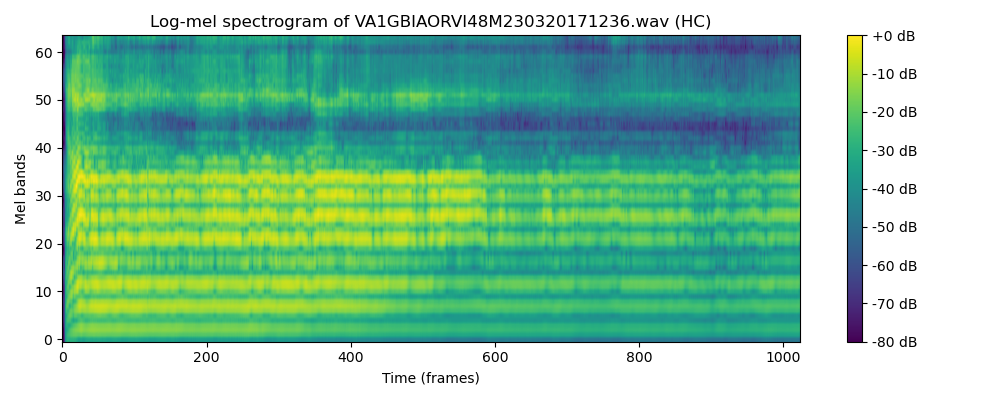 Log-mel spectrogram of VA1GBIAORVI48M230320171236.wav (HC)
Mel bands
60
50
40
30
20
10
0
0 200 400 600 800 1000
Time (frames)
+0 dB
-10 dB
-20 dB
-30 dB
-40 dB
-50 dB
-60 dB
-70 dB
-80 dB